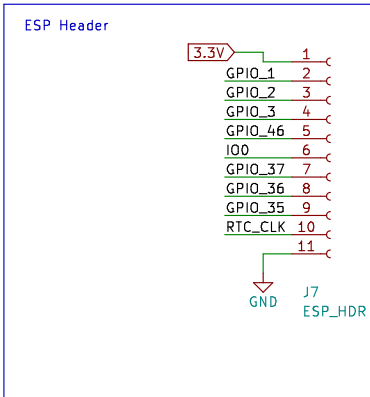 ESP Header
3.3V 1
GPIO_1 2
GPIO_2 3
GPIO_3 4
GPIO_46 5
IO0 6
GPIO_37 7
GPIO_36 8
GPIO_35 9
RTC_CLK 10
11
GND
J7
ESP_HDR